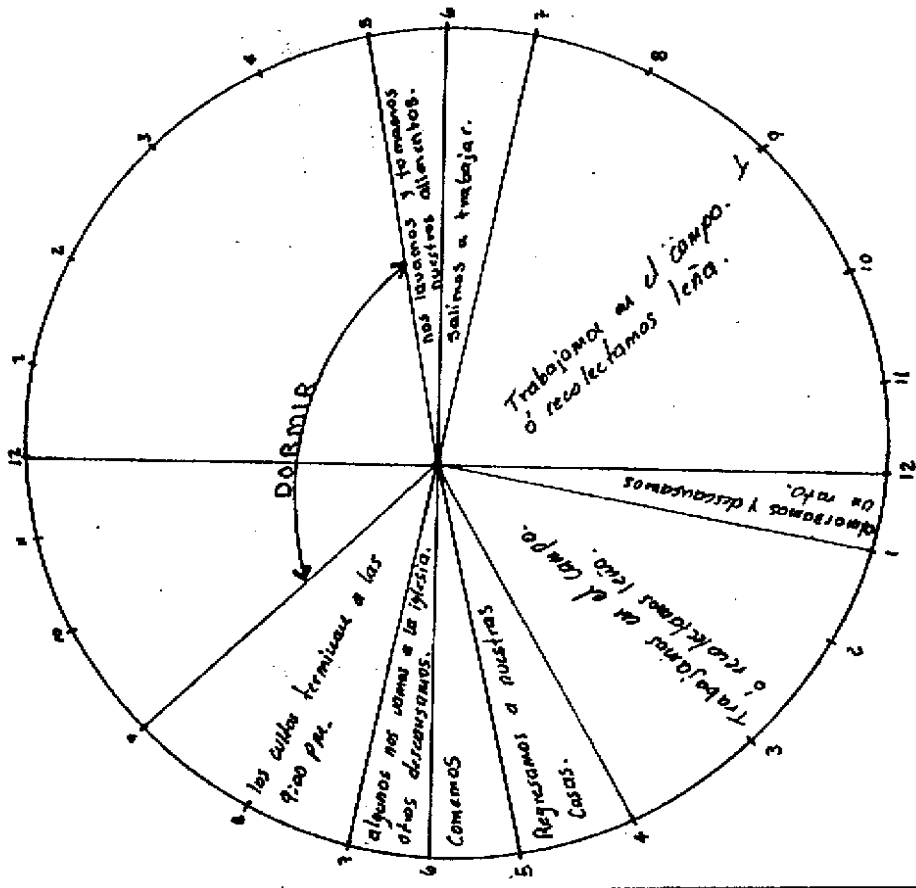 12
1
2
3
4
5
6
7
8
9
10
11
12
1
2
3
4
5
6
7
8
9
10
11
DORMIR
nos lavamos y tomamos
nuestros alimentos.
Salimos a trabajar.
Trabajamos en el campo. y
ó recolectamos leña.
almorzamos y descansamos
un rato.
Trabajamos en el campo.
ó recolectamos leña.
Regresamos a nuestras
casas.
Comemos
algunos nos vamos a la iglesia.
otros descansamos.
los cultos terminan a las
9:00 PM.